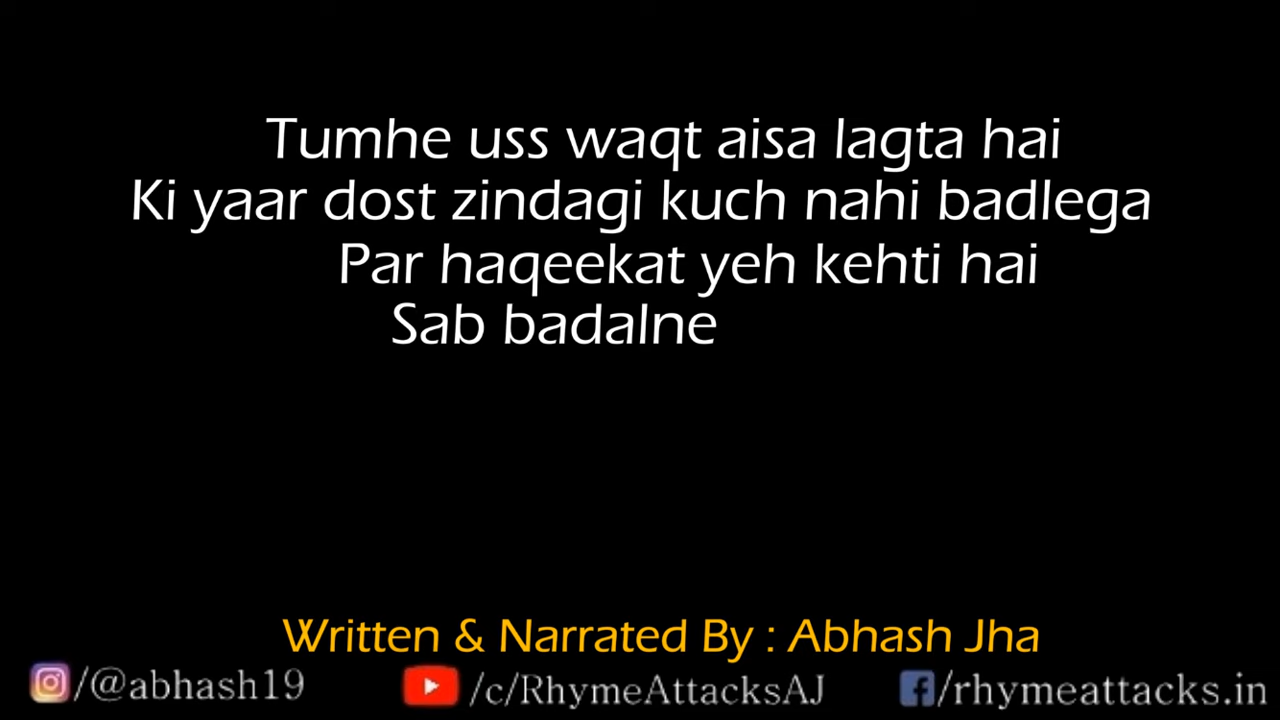 Tumhe uss waqt aisa lagta hai
Ki yaar dost zindagi kuch nahi badlega
Par haqeekat yeh kehti hai
Sab badalne
Written & Narrated By : Abhash Jha
/@abhash19 /c/RhymeAttacksAJ /rhymeattacks.in